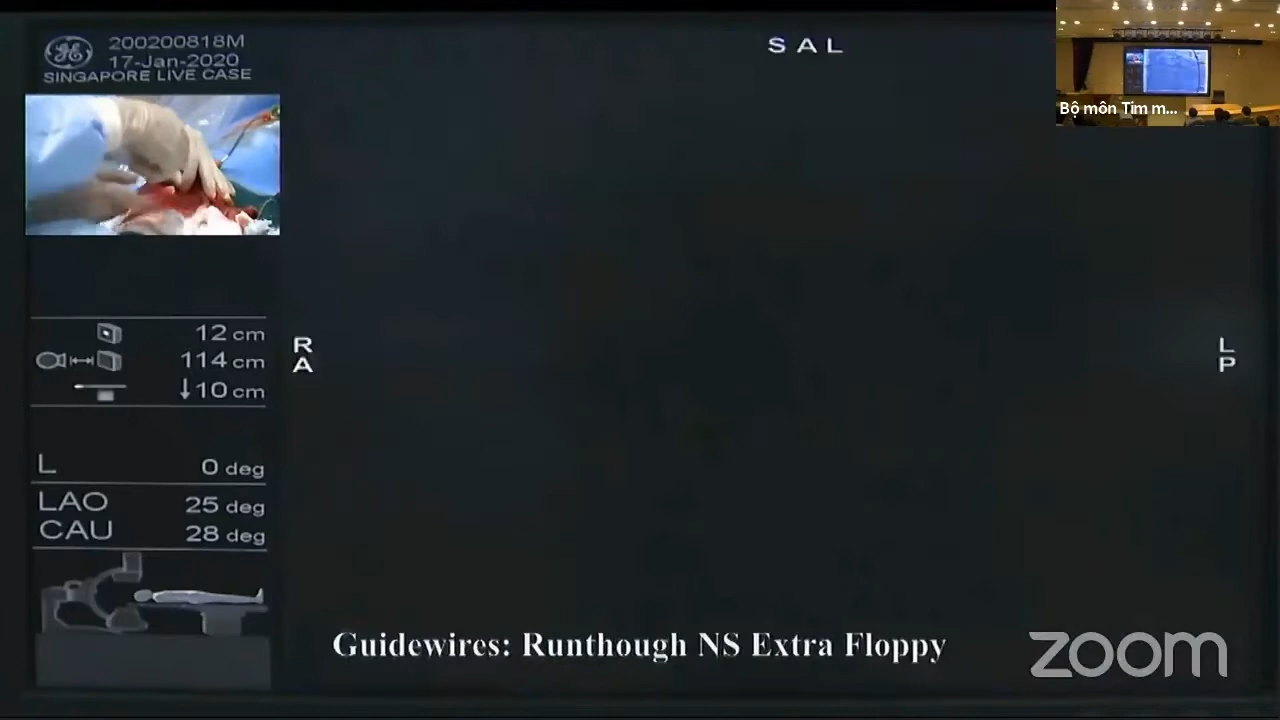 200200818M
17-Jan-2020
SINGAPORE LIVE CASE
S A L
Bộ môn Tim m...
12 cm
114 cm
↓10 cm
R
A
L
P
L 0 deg
LAO 25 deg
CAU 28 deg
Guidewires: Runthough NS Extra Floppy
zoom